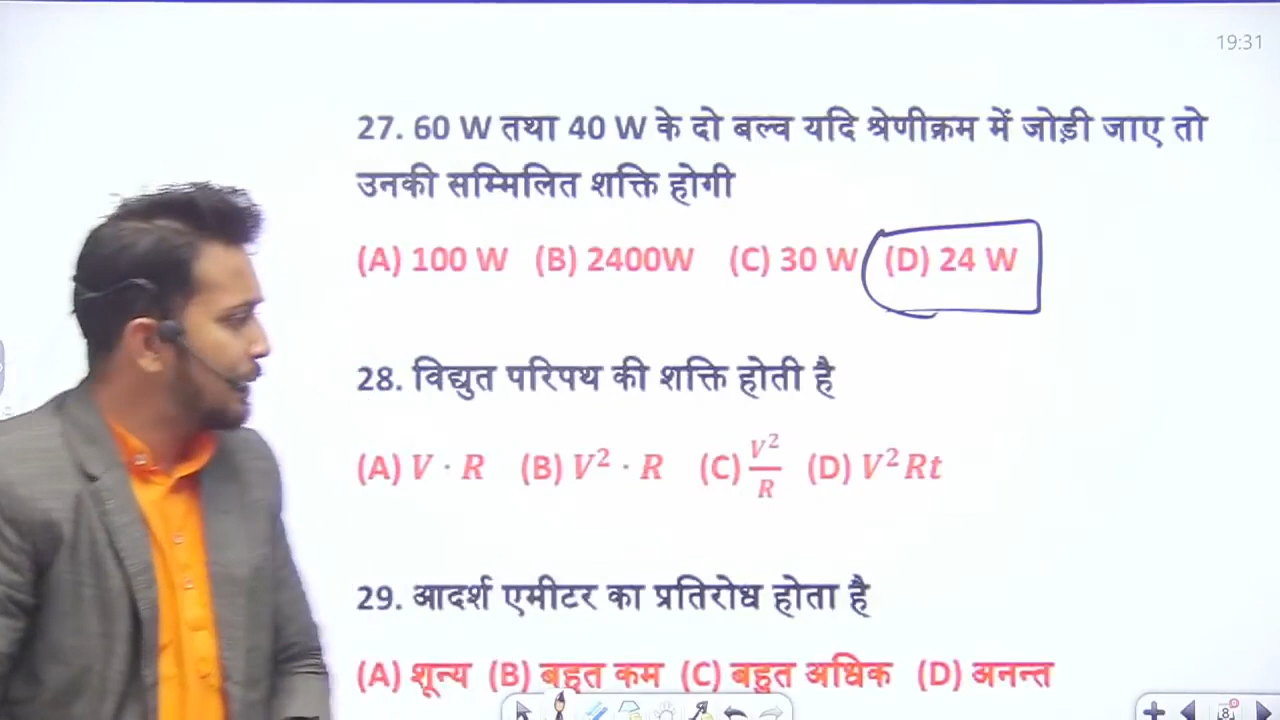 19:31
27. 60 W तथा 40 W के दो बल्व यदि श्रेणीक्रम में जोड़ी जाए तो
उनकी सम्मिलित शक्ति होगी
(A) 100 W (B) 2400W (C) 30 W (D) 24 W
28. विद्युत परिपथ की शक्ति होती है
(A) V · R (B) V² · R (C) V²/R (D) V²Rt
29. आदर्श एमीटर का प्रतिरोध होता है
(A) शून्य (B) बहुत कम (C) बहुत अधिक (D) अनन्त
8